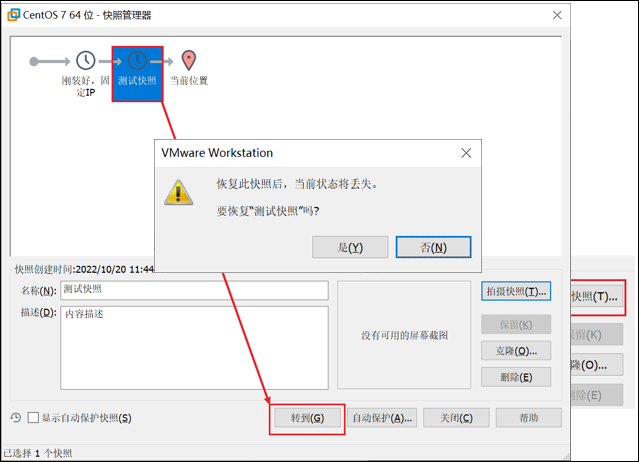 CentOS 7 64 位 - 快照管理器
刚装好，固
定IP
测试快照
当前位置
VMware Workstation
恢复此快照后，当前状态将丢失。
要恢复“测试快照”吗?
是(Y)
否(N)
快照创建时间:2022/10/20 11:44
名称(N):
测试快照
拍摄快照(T)...
快照(T)...
描述(D):
内容描述
没有可用的屏幕截图
保留(K)
留(K)
克隆(O)...
隆(O)...
删除(E)
删除(E)
显示自动保护快照(S)
转到(G)
自动保护(A)...
关闭(C)
帮助
已选择 1 个快照